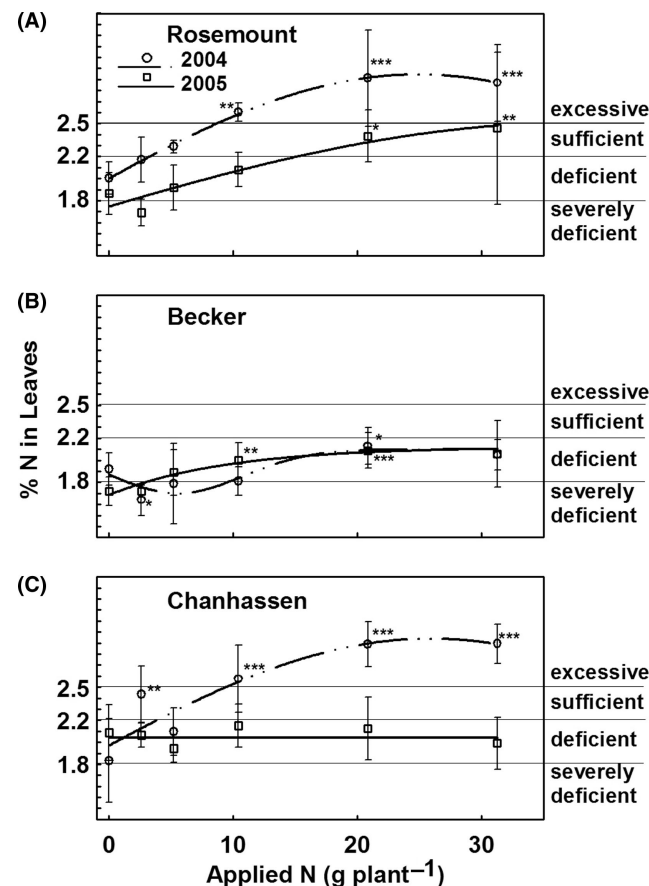 (A)
Rosemount
2004
2005
**
***
***
*
**
2.5
2.2
1.8
excessive
sufficient
deficient
severely
deficient
(B)
Becker
*
**
*
***
2.5
2.2
1.8
excessive
sufficient
deficient
severely
deficient
% N in Leaves
(C)
Chanhassen
**
***
***
***
2.5
2.2
1.8
excessive
sufficient
deficient
severely
deficient
0 10 20 30
Applied N (g plant⁻¹)